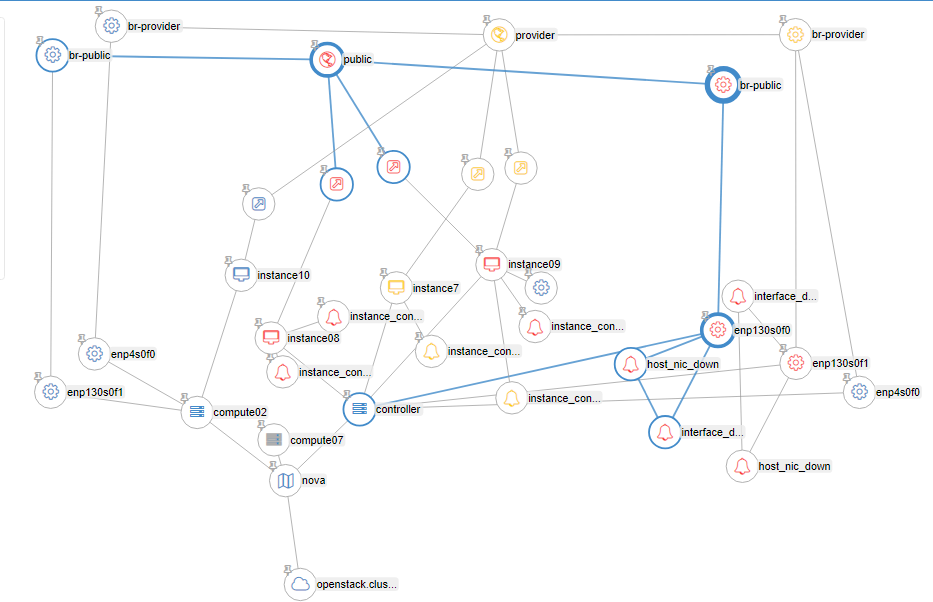 br-provider
provider
br-provider
br-public
public
br-public
instance10
instance7
instance09
interface_d...
instance_con...
instance_con...
enp130s0f0
instance08
instance_con...
enp4s0f0
host_nic_down
enp130s0f1
instance_con...
enp130s0f1
instance_con...
enp4s0f0
compute02
controller
interface_d...
compute07
host_nic_down
nova
openstack.clus...